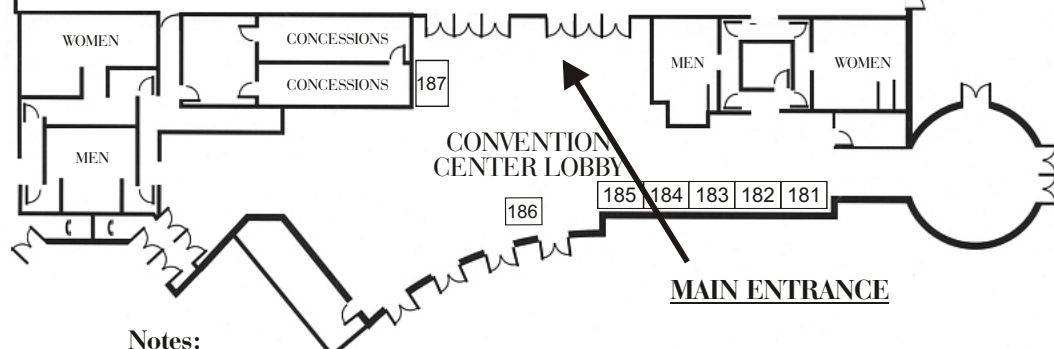 WOMEN
CONCESSIONS
CONCESSIONS
187
MEN
WOMEN
MEN
CONVENTION
CENTER LOBBY
185 184 183 182 181
186
MAIN ENTRANCE
Notes: